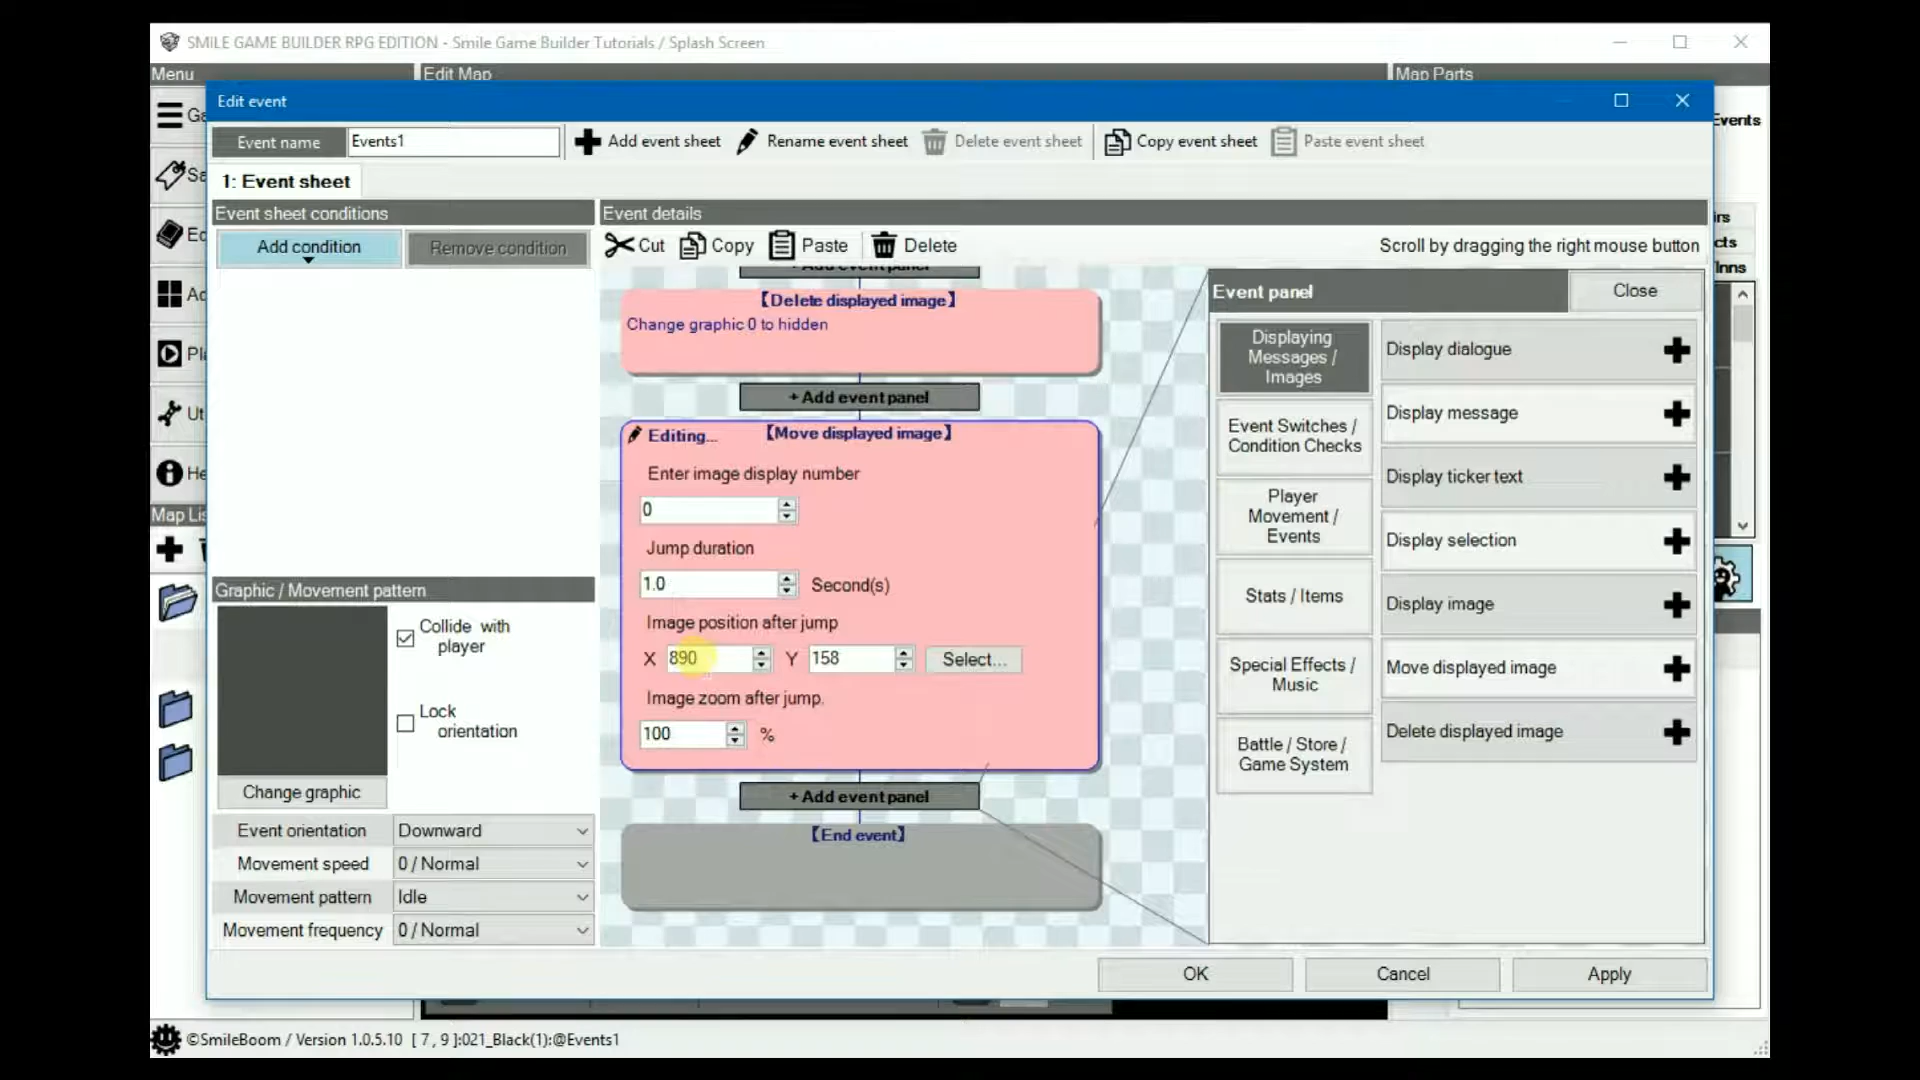 SMILE GAME BUILDER RPG EDITION - Smile Game Builder Tutorials / Splash Screen
Menu
Edit Map
Map Parts
Edit event
Event name
Events1
Add event sheet
Rename event sheet
Delete event sheet
Copy event sheet
Paste event sheet
Events
1: Event sheet
Event sheet conditions
Add condition
Remove condition
Event details
Cut
Copy
Paste
Delete
Scroll by dragging the right mouse button
+ Add event panel
【Delete displayed image】
Change graphic 0 to hidden
+ Add event panel
Editing...
【Move displayed image】
Enter image display number
0
Jump duration
1.0
Second(s)
Image position after jump
X
890
Y
158
Select...
Image zoom after jump.
100
%
+ Add event panel
【End event】
Event panel
Close
Displaying
Messages /
Images
Event Switches /
Condition Checks
Player
Movement /
Events
Stats / Items
Special Effects /
Music
Battle / Store /
Game System
Display dialogue
Display message
Display ticker text
Display selection
Display image
Move displayed image
Delete displayed image
Graphic / Movement pattern
Collide with
player
Lock
orientation
Change graphic
Event orientation
Downward
Movement speed
0 / Normal
Movement pattern
Idle
Movement frequency
0 / Normal
OK
Cancel
Apply
©SmileBoom / Version 1.0.5.10 [ 7 , 9 ]:021_Black(1):@Events1